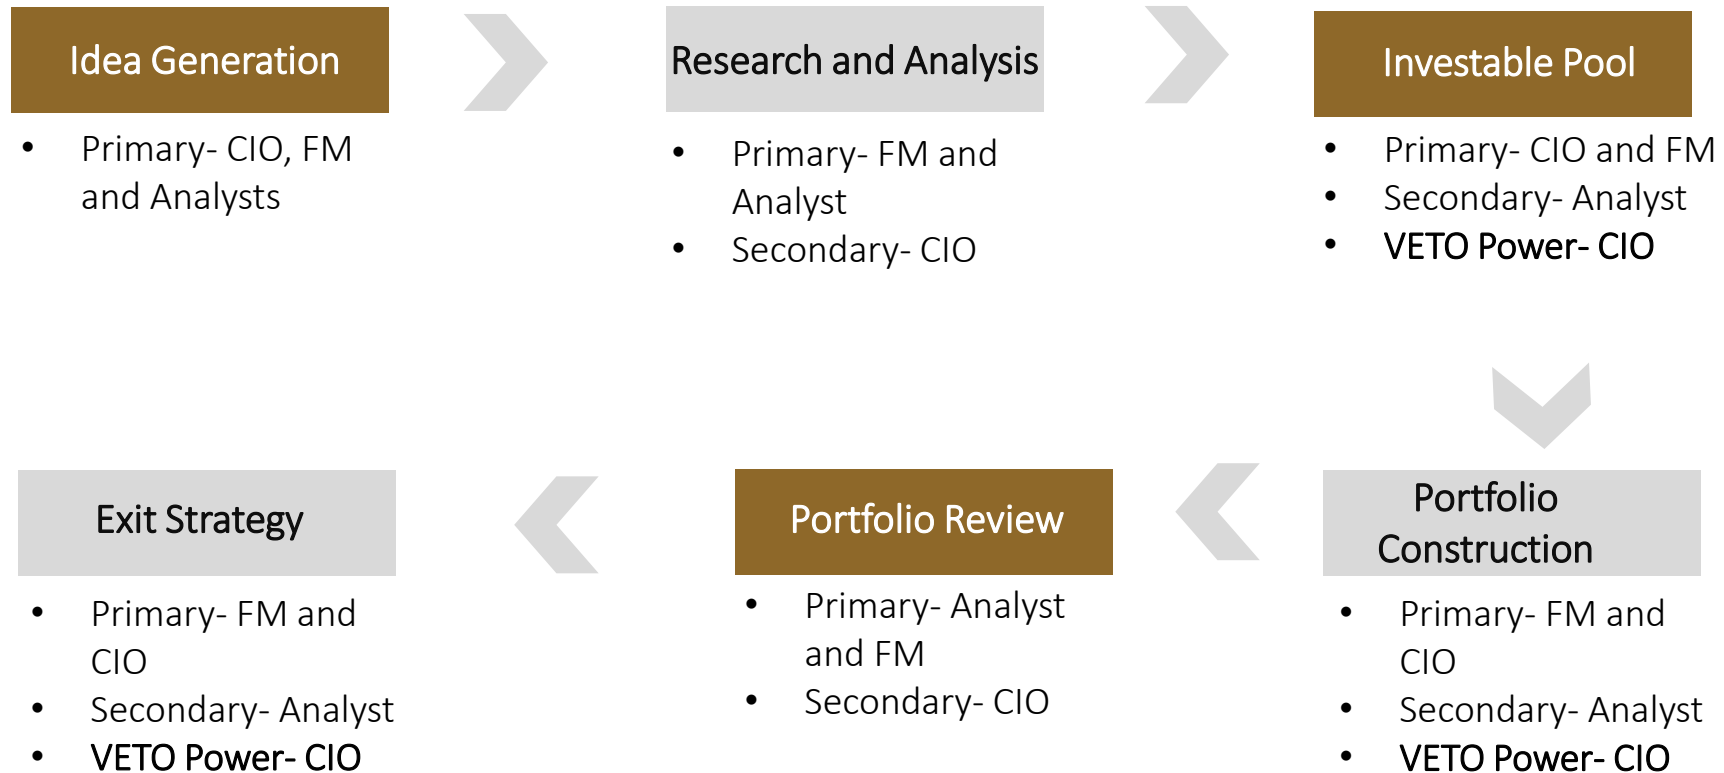 Idea Generation
• Primary- CIO, FM
and Analysts
Research and Analysis
• Primary- FM and
Analyst
• Secondary- CIO
Investable Pool
• Primary- CIO and FM
• Secondary- Analyst
• VETO Power- CIO
Portfolio
Construction
• Primary- FM and
CIO
• Secondary- Analyst
• VETO Power- CIO
Portfolio Review
• Primary- Analyst
and FM
• Secondary- CIO
Exit Strategy
• Primary- FM and
CIO
• Secondary- Analyst
• VETO Power- CIO